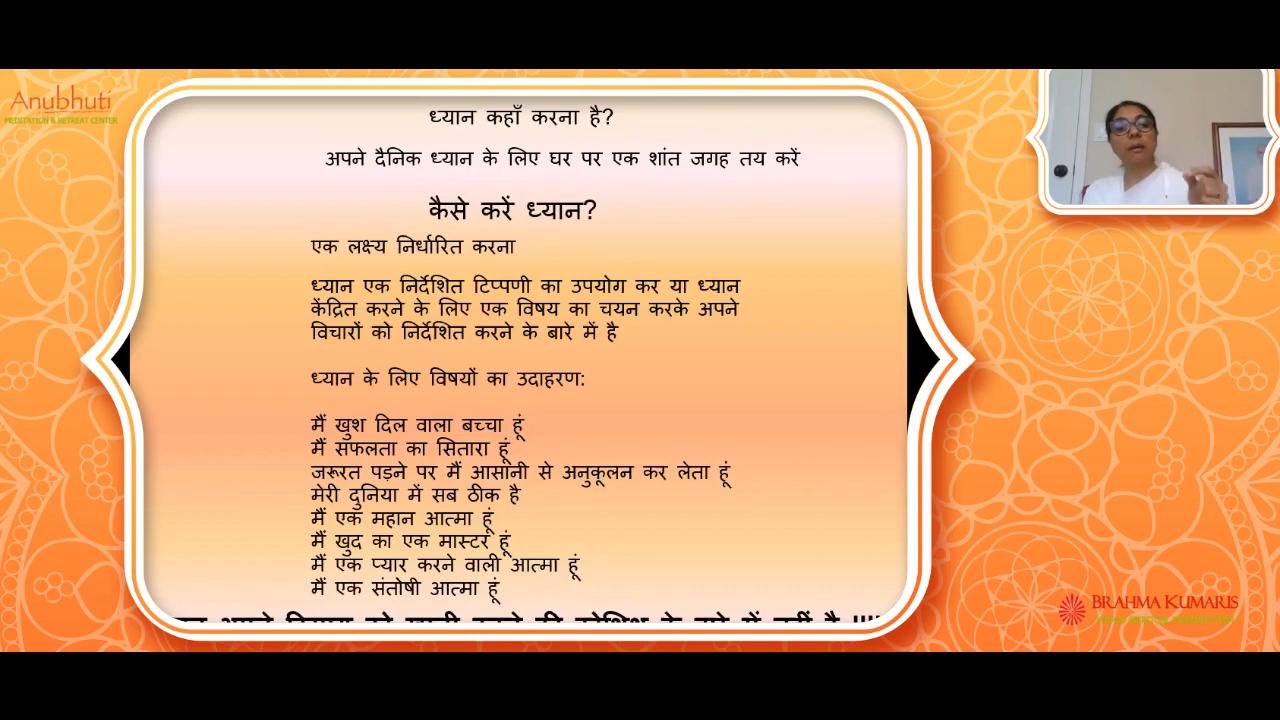 Anubhuti
MEDITATION & RETREAT CENTER
ध्यान कहाँ करना है?
अपने दैनिक ध्यान के लिए घर पर एक शांत जगह तय करें
कैसे करें ध्यान?
एक लक्ष्य निर्धारित करना
ध्यान एक निर्देशित टिप्पणी का उपयोग कर या ध्यान
केंद्रित करने के लिए एक विषय का चयन करके अपने
विचारों को निर्देशित करने के बारे में है
ध्यान के लिए विषयों का उदाहरण:
मैं खुश दिल वाला बच्चा हूं
मैं सफलता का सितारा हूं
जरूरत पड़ने पर मैं आसानी से अनुकूलन कर लेता हूं
मेरी दुनिया में सब ठीक है
मैं एक महान आत्मा हूं
मैं खुद का एक मास्टर हूं
मैं एक प्यार करने वाली आत्मा हूं
मैं एक संतोषी आत्मा हूं
BRAHMA KUMARIS